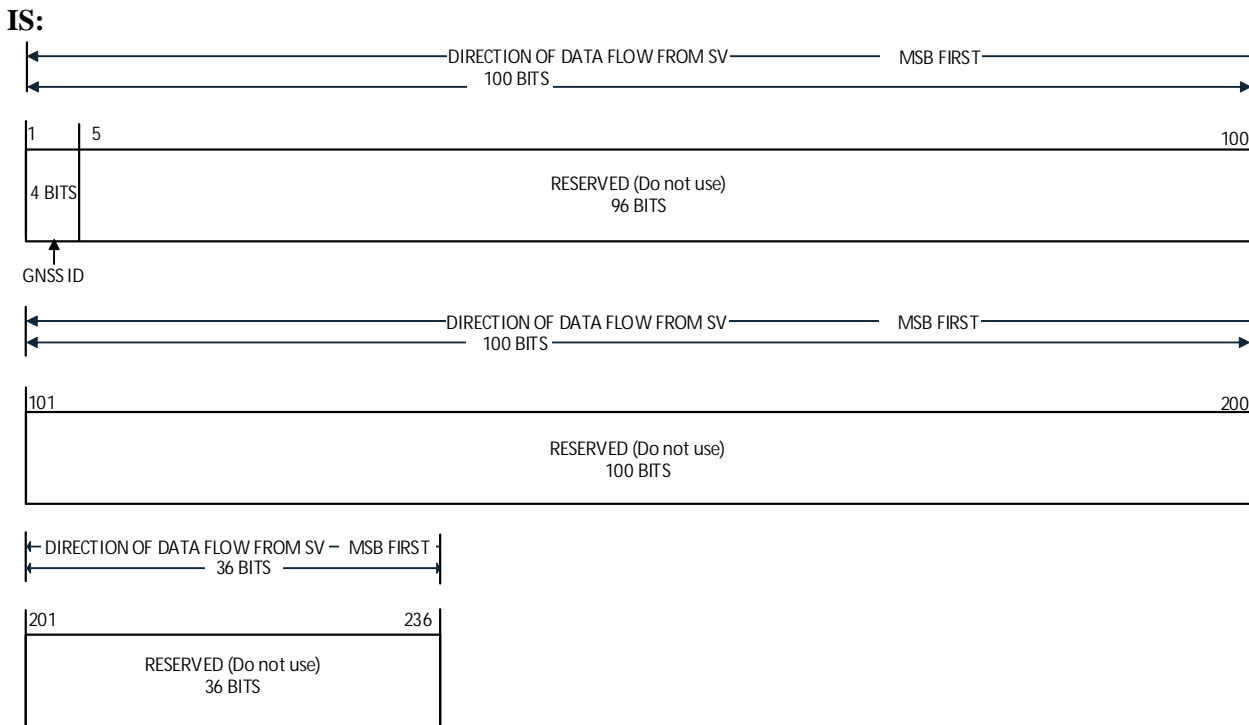 IS:
DIRECTION OF DATA FLOW FROM SV MSB FIRST
100 BITS
1 5 100
4 BITS
RESERVED (Do not use)
96 BITS
GNSS ID
DIRECTION OF DATA FLOW FROM SV MSB FIRST
100 BITS
101 200
RESERVED (Do not use)
100 BITS
DIRECTION OF DATA FLOW FROM SV MSB FIRST
36 BITS
201 236
RESERVED (Do not use)
36 BITS